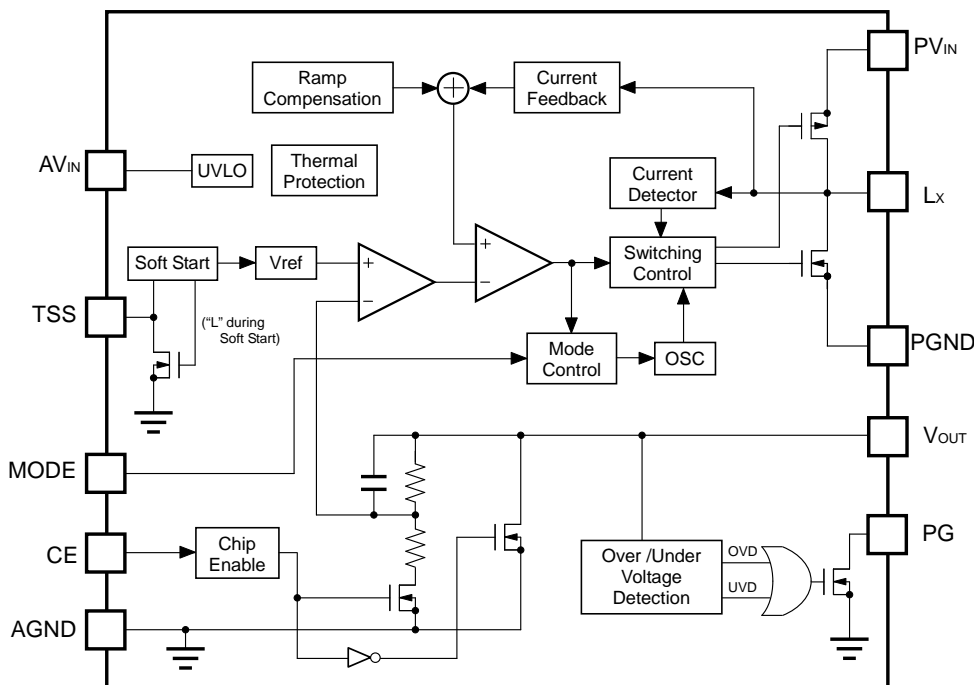 PVIN
Ramp
Compensation
+
Current
Feedback
AVIN
UVLO
Thermal
Protection
Current
Detector
LX
Soft Start
Vref
+
−
+
−
Switching
Control
TSS
("L" during
Soft Start)
Mode
Control
OSC
PGND
MODE
VOUT
CE
Chip
Enable
Over /Under
Voltage
Detection
OVD
UVD
PG
AGND